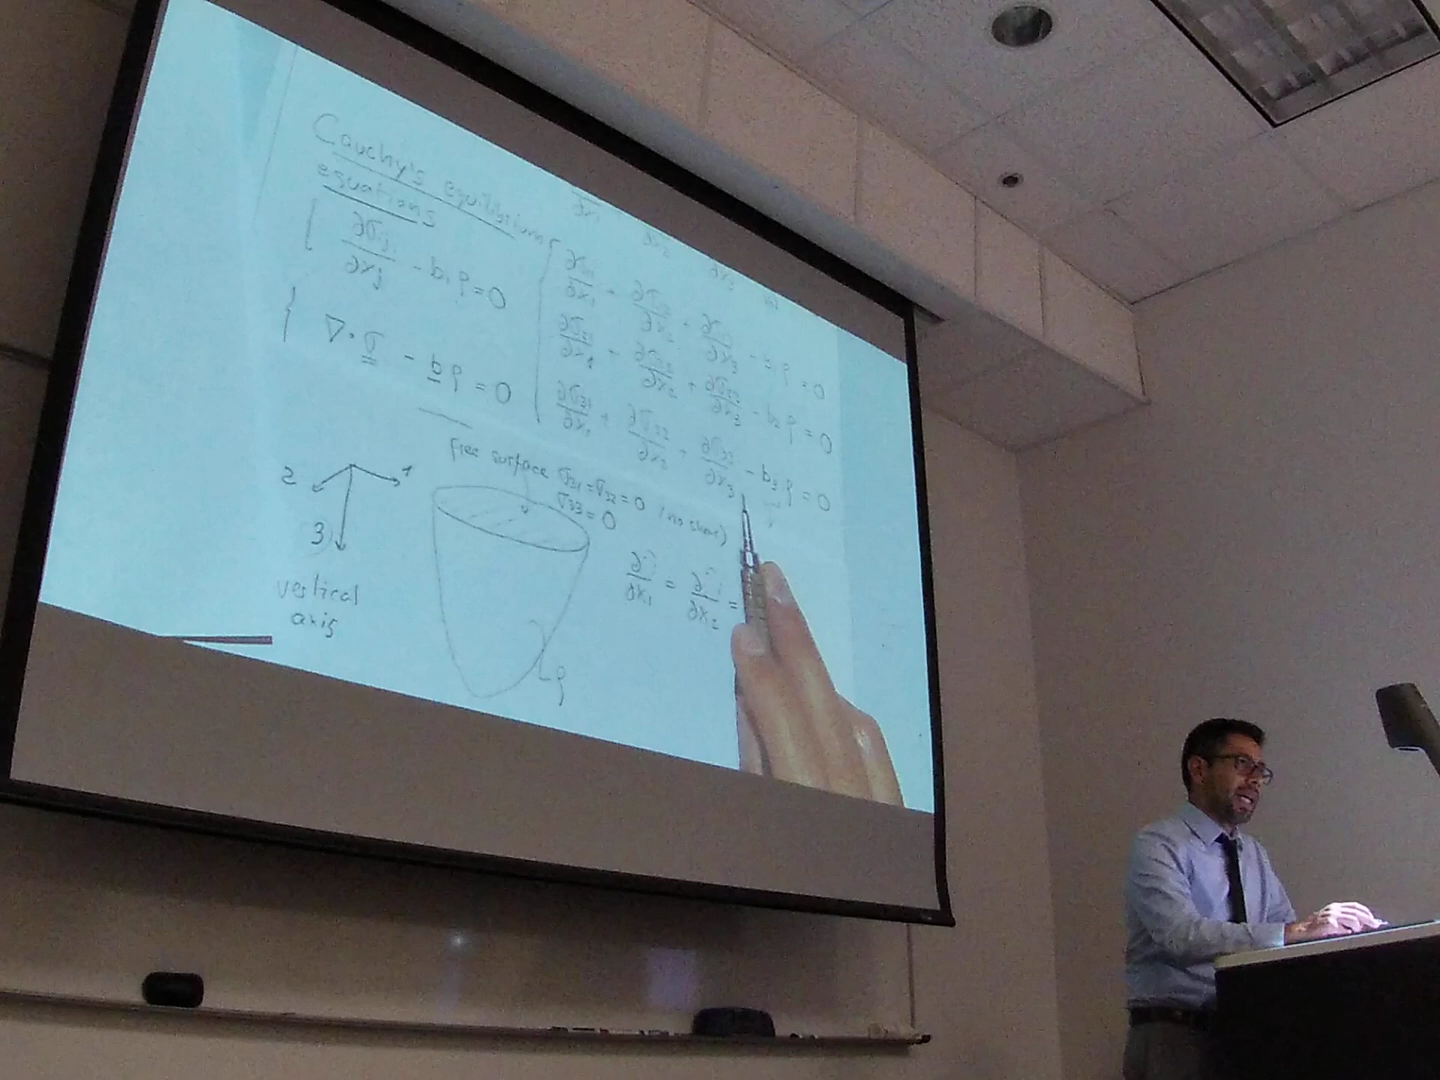 Cauchy's equilibrium
equations
∂σji/∂xj - bi ρ = 0
∇·σ - b ρ = 0
∂σ11/∂x1 + ∂σ12/∂x2 + ∂σ13/∂x3 - b1 ρ = 0
∂σ21/∂x1 + ∂σ22/∂x2 + ∂σ23/∂x3 - b2 ρ = 0
∂σ31/∂x1 + ∂σ32/∂x2 + ∂σ33/∂x3 - b3 ρ = 0
free surface σ31 = σ32 = 0 (no shear)
σ33 = 0
2
1
3
vertical
axis
ρ
∂ /∂x1 = ∂ /∂x2 =